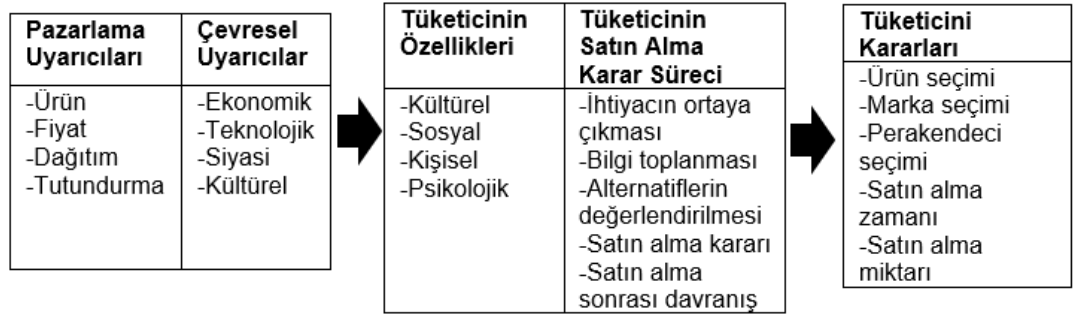 Pazarlama
Uyarıcıları
-Ürün
-Fiyat
-Dağıtım
-Tutundurma
Çevresel
Uyarıcılar
-Ekonomik
-Teknolojik
-Siyasi
-Kültürel
Tüketicinin
Özellikleri
-Kültürel
-Sosyal
-Kişisel
-Psikolojik
Tüketicinin
Satın Alma
Karar Süreci
-İhtiyacın ortaya
çıkması
-Bilgi toplanması
-Alternatiflerin
değerlendirilmesi
-Satın alma kararı
-Satın alma
sonrası davranış
Tüketicini
Kararları
-Ürün seçimi
-Marka seçimi
-Perakendeci
seçimi
-Satın alma
zamanı
-Satın alma
miktarı